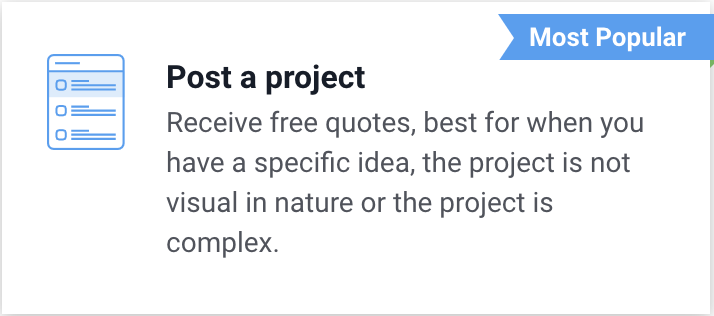 Most Popular
Post a project
Receive free quotes, best for when you
have a specific idea, the project is not
visual in nature or the project is
complex.